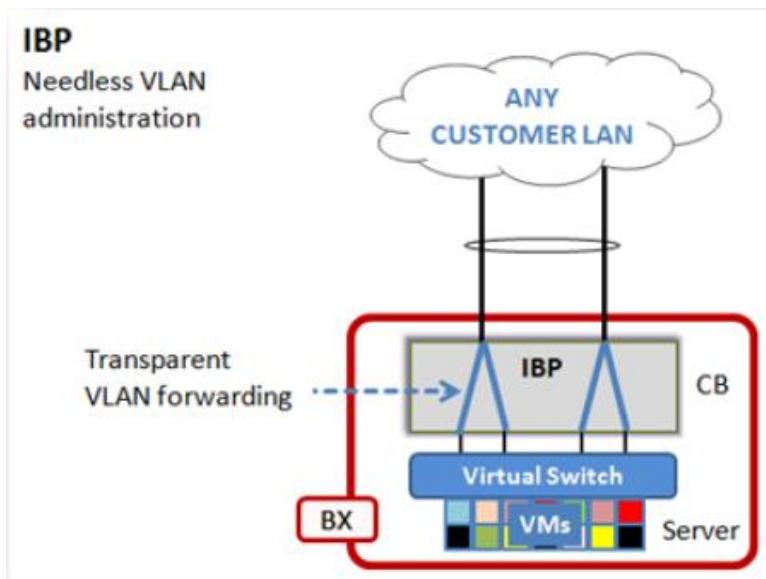 IBP
Needless VLAN
administration
ANY
CUSTOMER LAN
Transparent
VLAN forwarding
IBP
CB
Virtual Switch
BX
VMs
Server